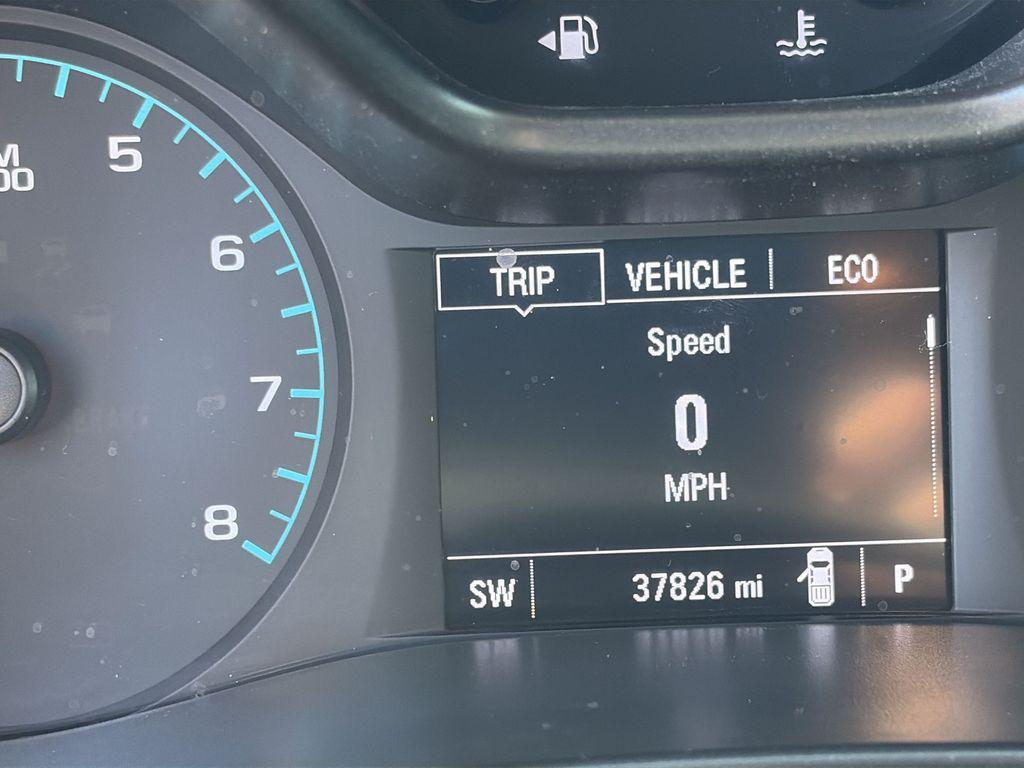 5
6
7
8
TRIP VEHICLE ECO
Speed
0
MPH
SW 37826 mi P